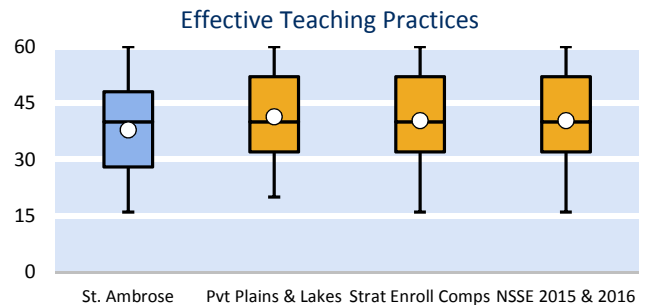 Effective Teaching Practices
60
45
30
15
0
St. Ambrose Pvt Plains & Lakes Strat Enroll Comps NSSE 2015 & 2016